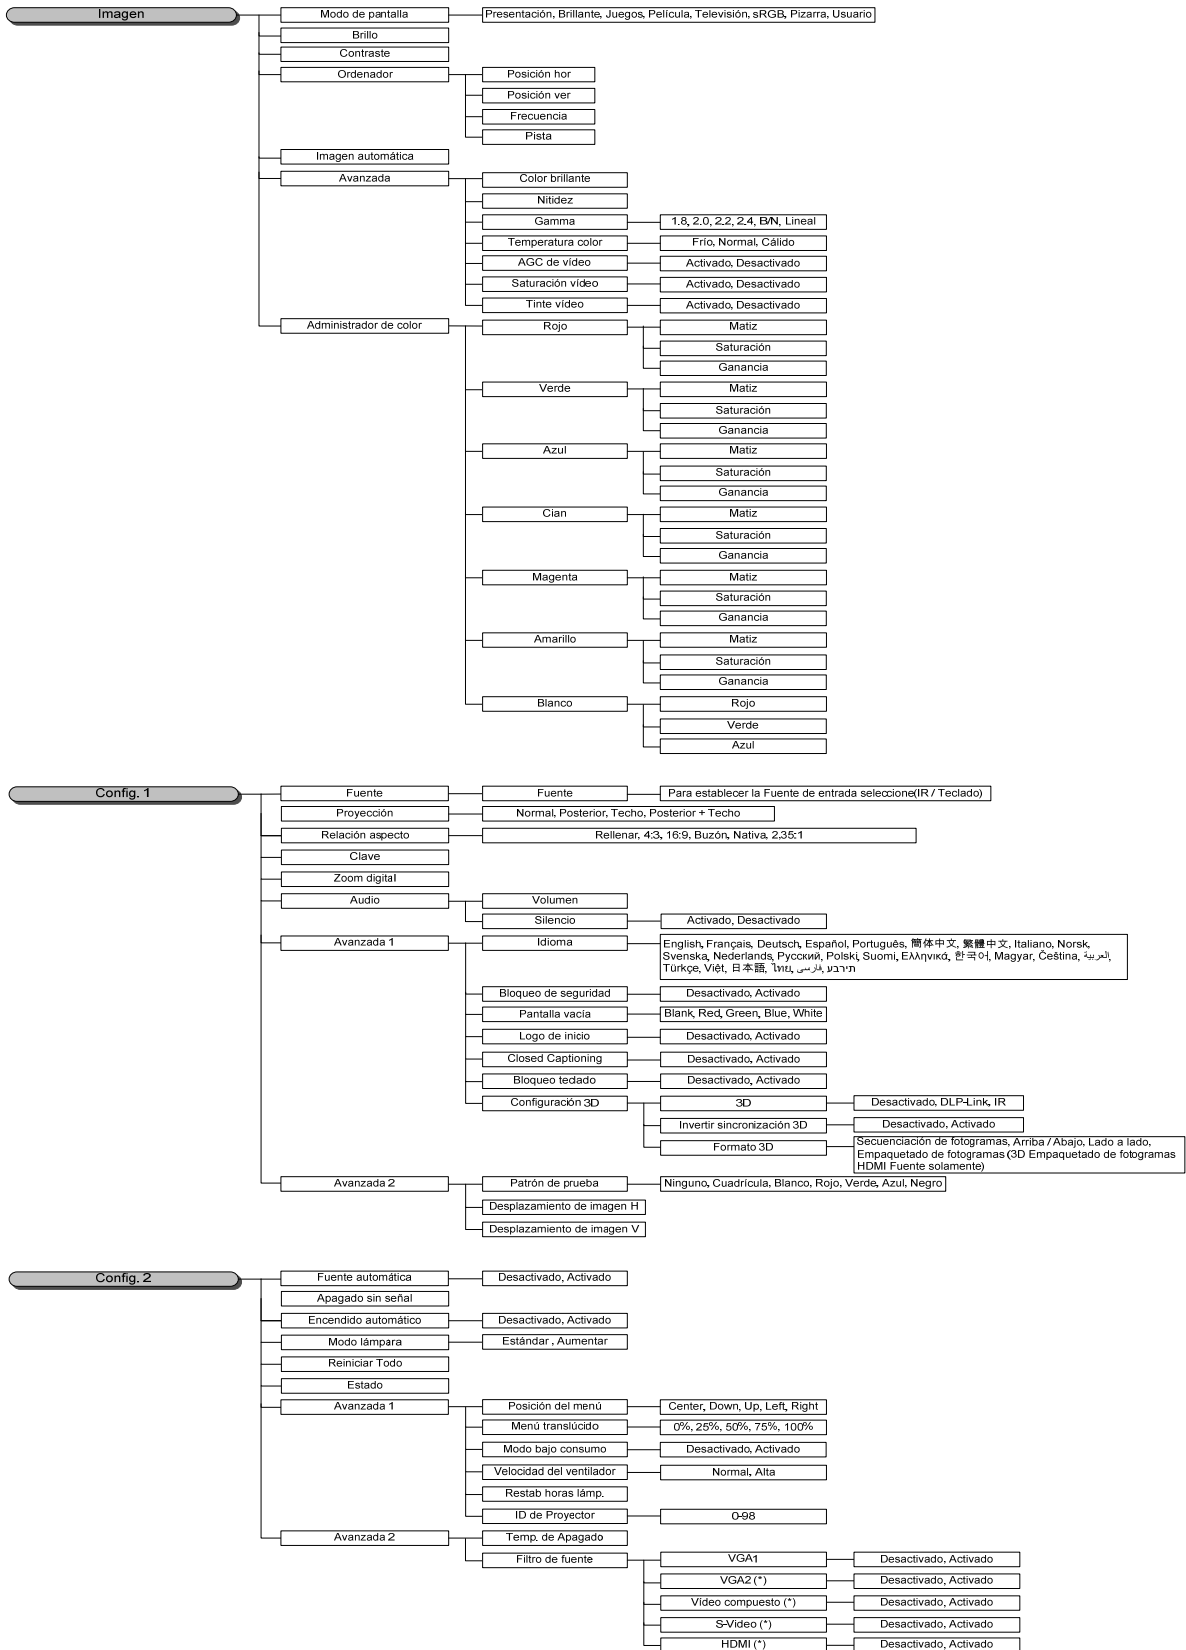 Imagen
Modo de pantalla
Presentación, Brillante, Juegos, Película, Televisión, sRGB, Pizarra, Usuario
Brillo
Contraste
Ordenador
Posición hor
Posición ver
Frecuencia
Pista
Imagen automática
Avanzada
Color brillante
Nitidez
Gamma
1.8, 2.0, 2.2, 2.4, B/N, Lineal
Temperatura color
Frío, Normal, Cálido
AGC de vídeo
Activado, Desactivado
Saturación vídeo
Activado, Desactivado
Tinte vídeo
Activado, Desactivado
Administrador de color
Rojo
Matiz
Saturación
Ganancia
Verde
Matiz
Saturación
Ganancia
Azul
Matiz
Saturación
Ganancia
Cian
Matiz
Saturación
Ganancia
Magenta
Matiz
Saturación
Ganancia
Amarillo
Matiz
Saturación
Ganancia
Blanco
Rojo
Verde
Azul
Config. 1
Fuente
Fuente
Para establecer la Fuente de entrada seleccione(IR / Teclado)
Proyección
Normal, Posterior, Techo, Posterior + Techo
Relación aspecto
Rellenar, 4:3, 16:9, Buzón, Nativa, 2,35:1
Clave
Zoom digital
Audio
Volumen
Silencio
Activado, Desactivado
Avanzada 1
Idioma
English, Français, Deutsch, Español, Português, 簡体中文, 繁體中文, Italiano, Norsk,
Svenska, Nederlands, Русский, Polski, Suomi, Ελληνικά, 한국어, Magyar, Čeština, العربية,
Türkçe, Việt, 日本語, ไทย, فارسی, תירבע
Bloqueo de seguridad
Desactivado, Activado
Pantalla vacía
Blank, Red, Green, Blue, White
Logo de inicio
Desactivado, Activado
Closed Captioning
Desactivado, Activado
Bloqueo teclado
Desactivado, Activado
Configuración 3D
3D
Desactivado, DLP-Link, IR
Invertir sincronización 3D
Desactivado, Activado
Formato 3D
Secuenciación de fotogramas, Arriba / Abajo, Lado a lado,
Empaquetado de fotogramas (3D Empaquetado de fotogramas
HDMI Fuente solamente)
Avanzada 2
Patrón de prueba
Ninguno, Cuadrícula, Blanco, Rojo, Verde, Azul, Negro
Desplazamiento de imagen H
Desplazamiento de imagen V
Config. 2
Fuente automática
Desactivado, Activado
Apagado sin señal
Encendido automático
Desactivado, Activado
Modo lámpara
Estándar , Aumentar
Reiniciar Todo
Estado
Avanzada 1
Posición del menú
Center, Down, Up, Left, Right
Menú translúcido
0%, 25%, 50%, 75%, 100%
Modo bajo consumo
Desactivado, Activado
Velocidad del ventilador
Normal, Alta
Restab horas lámp.
ID de Proyector
0-98
Avanzada 2
Temp. de Apagado
Filtro de fuente
VGA1
Desactivado, Activado
VGA2 (*)
Desactivado, Activado
Vídeo compuesto (*)
Desactivado, Activado
S-Video (*)
Desactivado, Activado
HDMI (*)
Desactivado, Activado